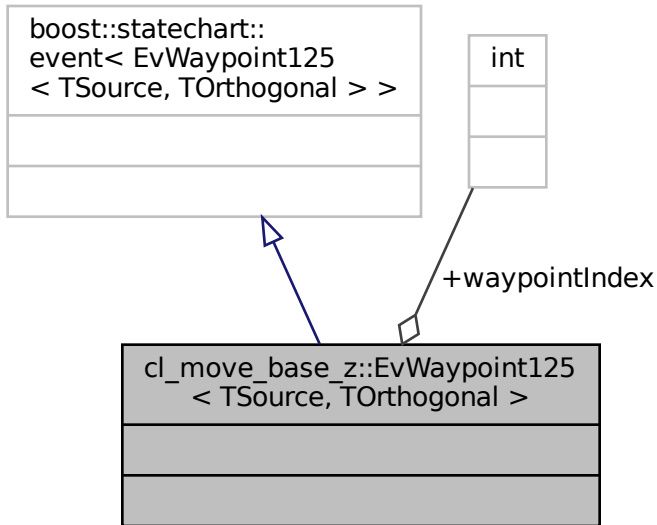 boost::statechart::
event< EvWaypoint125
< TSource, TOrthogonal > >
int
+waypointIndex
cl_move_base_z::EvWaypoint125
< TSource, TOrthogonal >